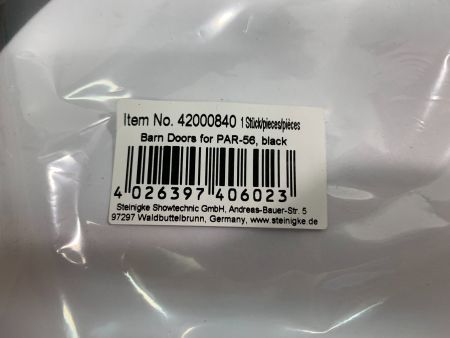 Item No. 42000840 1 Stück/pieces/pièces
Barn Doors for PAR-56, black
4 026397 406023
Steinigke Showtechnic GmbH, Andreas-Bauer-Str. 5
97297 Waldbüttelbrunn, Germany, www.steinigke.de